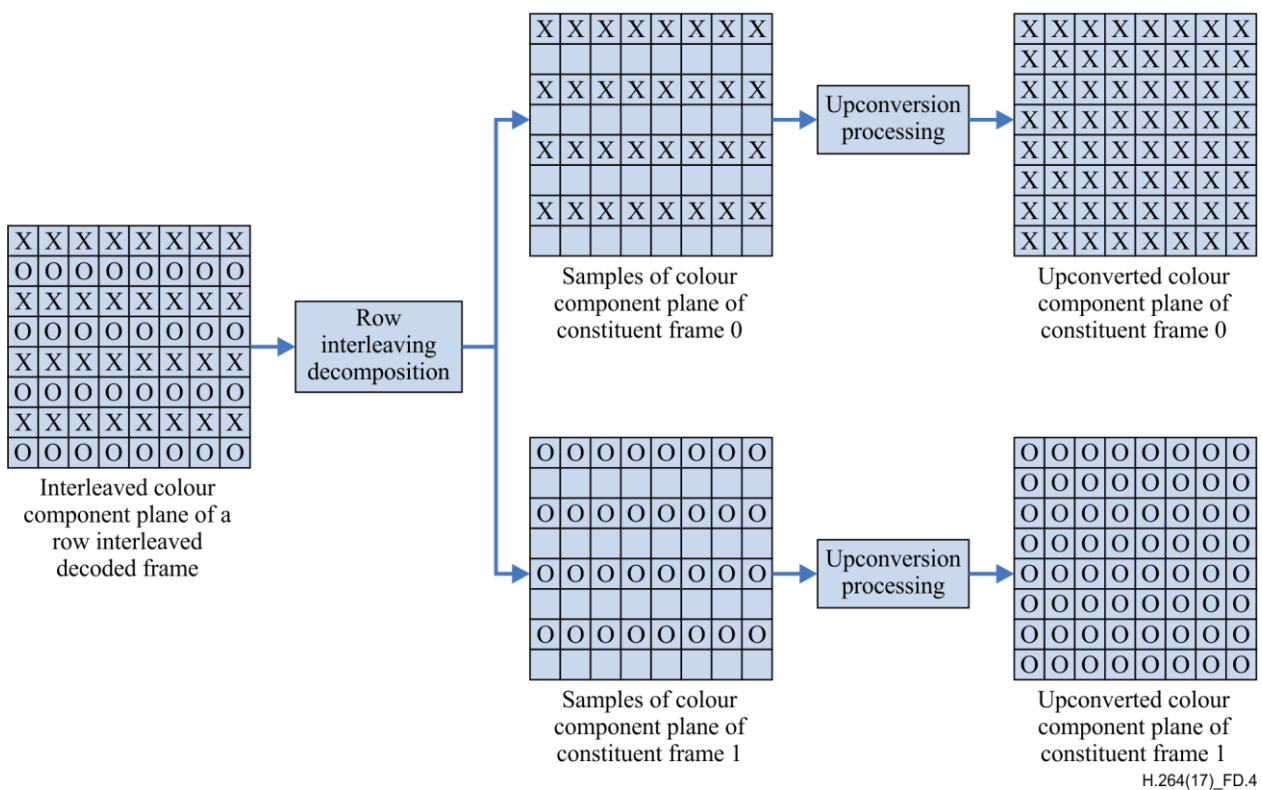 X X X X X X X X
O O O O O O O O
X X X X X X X X
O O O O O O O O
X X X X X X X X
O O O O O O O O
X X X X X X X X
O O O O O O O O
Interleaved colour
component plane of a
row interleaved
decoded frame
Row
interleaving
decomposition
X X X X X X X X
X X X X X X X X
X X X X X X X X
X X X X X X X X
Samples of colour
component plane of
constituent frame 0
Upconversion
processing
X X X X X X X X
X X X X X X X X
X X X X X X X X
X X X X X X X X
X X X X X X X X
X X X X X X X X
X X X X X X X X
X X X X X X X X
Upconverted colour
component plane of
constituent frame 0
O O O O O O O O
O O O O O O O O
O O O O O O O O
O O O O O O O O
Samples of colour
component plane of
constituent frame 1
Upconversion
processing
O O O O O O O O
O O O O O O O O
O O O O O O O O
O O O O O O O O
O O O O O O O O
O O O O O O O O
O O O O O O O O
O O O O O O O O
Upconverted colour
component plane of
constituent frame 1
H.264(17)_FD.4